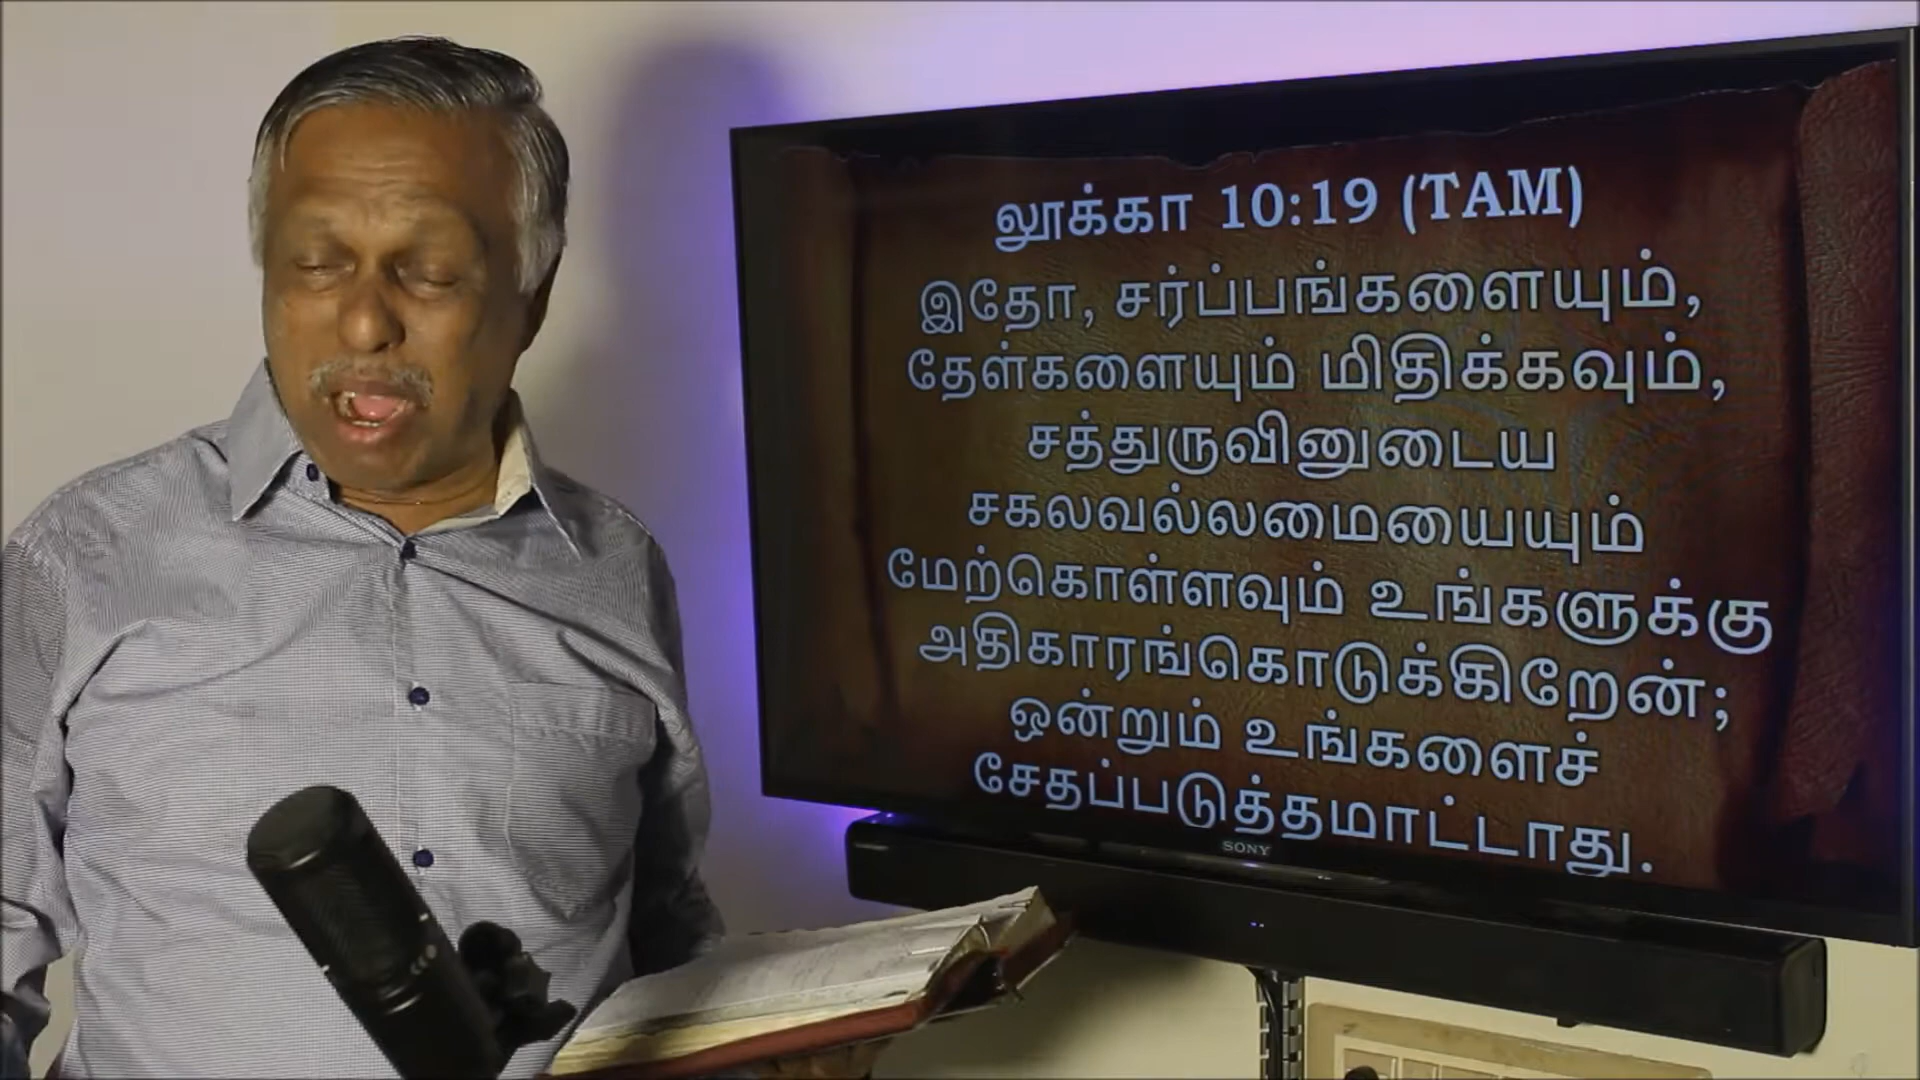 லூக்கா 10:19 (TAM)
இதோ, சர்ப்பங்களையும்,
தேள்களையும் மிதிக்கவும்,
சத்துருவினுடைய
சகலவல்லமையையும்
மேற்கொள்ளவும் உங்களுக்கு
அதிகாரங்கொடுக்கிறேன்;
ஒன்றும் உங்களைச்
சேதப்படுத்தமாட்டாது.
SONY